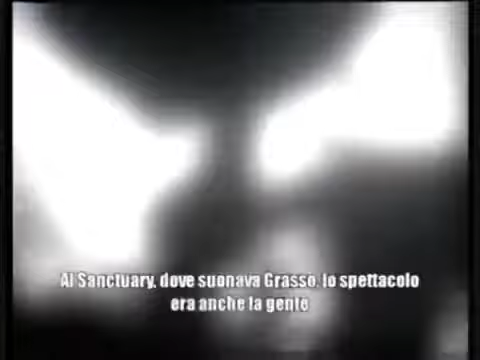 Al Sanctuary, dove suonava Grasso, lo spettacolo
era anche la gente